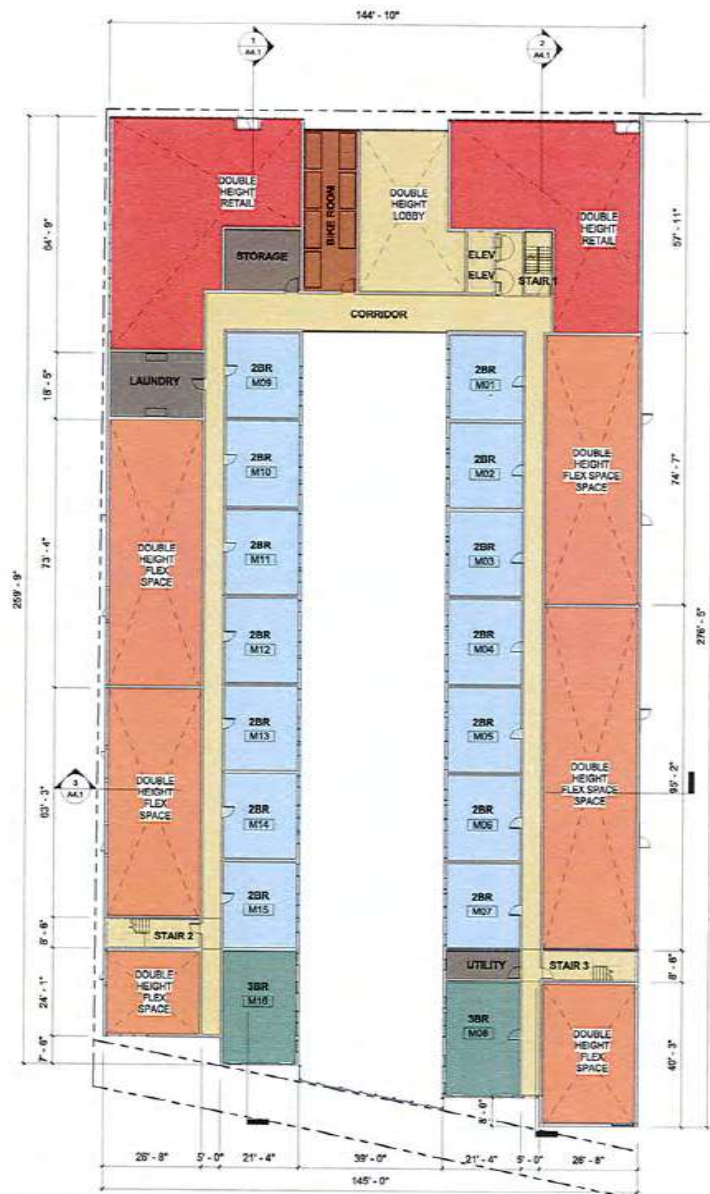 144' - 10"
1
A4.1
2
A4.1
DOUBLE
HEIGHT
RETAIL
BIKE ROOM
DOUBLE
HEIGHT
LOBBY
DOUBLE
HEIGHT
RETAIL
STORAGE
ELEV
ELEV
STAIR 1
CORRIDOR
64' - 9"
57' - 11"
LAUNDRY
18' - 5"
2BR
M09
2BR
M01
2BR
M10
2BR
M02
DOUBLE
HEIGHT
FLEX SPACE
SPACE
74' - 7"
DOUBLE
HEIGHT
FLEX
SPACE
73' - 4"
2BR
M11
2BR
M03
259' - 9"
276' - 5"
2BR
M12
2BR
M04
2BR
M13
2BR
M05
3
A4.1
DOUBLE
HEIGHT
FLEX
SPACE
63' - 3"
DOUBLE
HEIGHT
FLEX SPACE
SPACE
95' - 2"
2BR
M14
2BR
M06
2BR
M15
2BR
M07
8' - 6"
STAIR 2
UTILITY
STAIR 3
8' - 6"
DOUBLE
HEIGHT
FLEX
SPACE
24' - 1"
3BR
M16
3BR
M08
DOUBLE
HEIGHT
FLEX
SPACE
40' - 3"
7' - 6"
8' - 0"
26' - 8"
5' - 0"
21' - 4"
39' - 0"
21' - 4"
5' - 0"
26' - 8"
145' - 0"